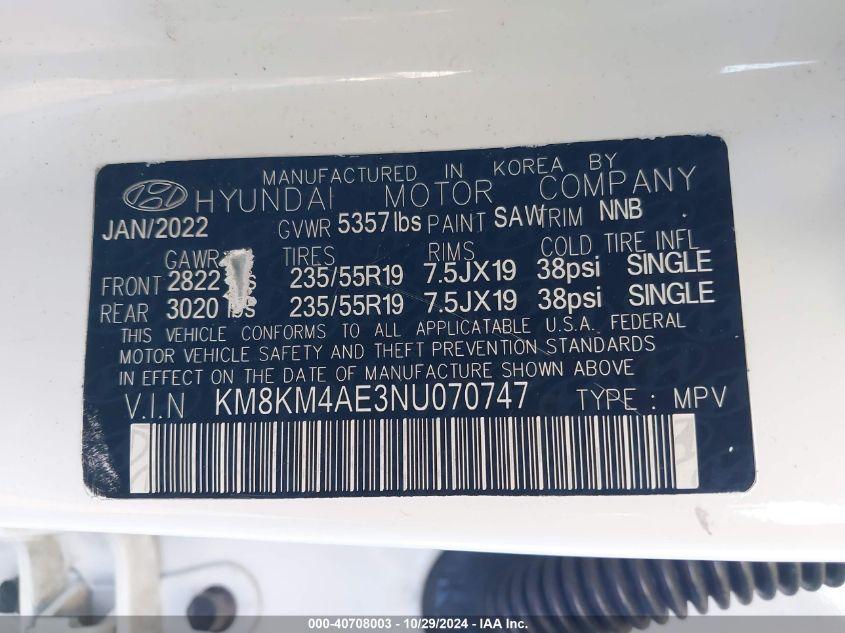 MANUFACTURED IN KOREA BY
HYUNDAI MOTOR COMPANY
JAN/2022 GVWR 5357 lbs PAINT SAW TRIM NNB
GAWR TIRES RIMS COLD TIRE INFL
FRONT 2822 235/55R19 7.5JX19 38psi SINGLE
REAR 3020 lbs 235/55R19 7.5JX19 38psi SINGLE
THIS VEHICLE CONFORMS TO ALL APPLICATABLE U.S.A. FEDERAL
MOTOR VEHICLE SAFETY AND THEFT PREVENTION STANDARDS
IN EFFECT ON THE DATE OF MANUFACTURE SHOWN ABOVE
V.I.N KM8KM4AE3NU070747 TYPE : MPV
000-40708003 - 10/29/2024 - IAA Inc.